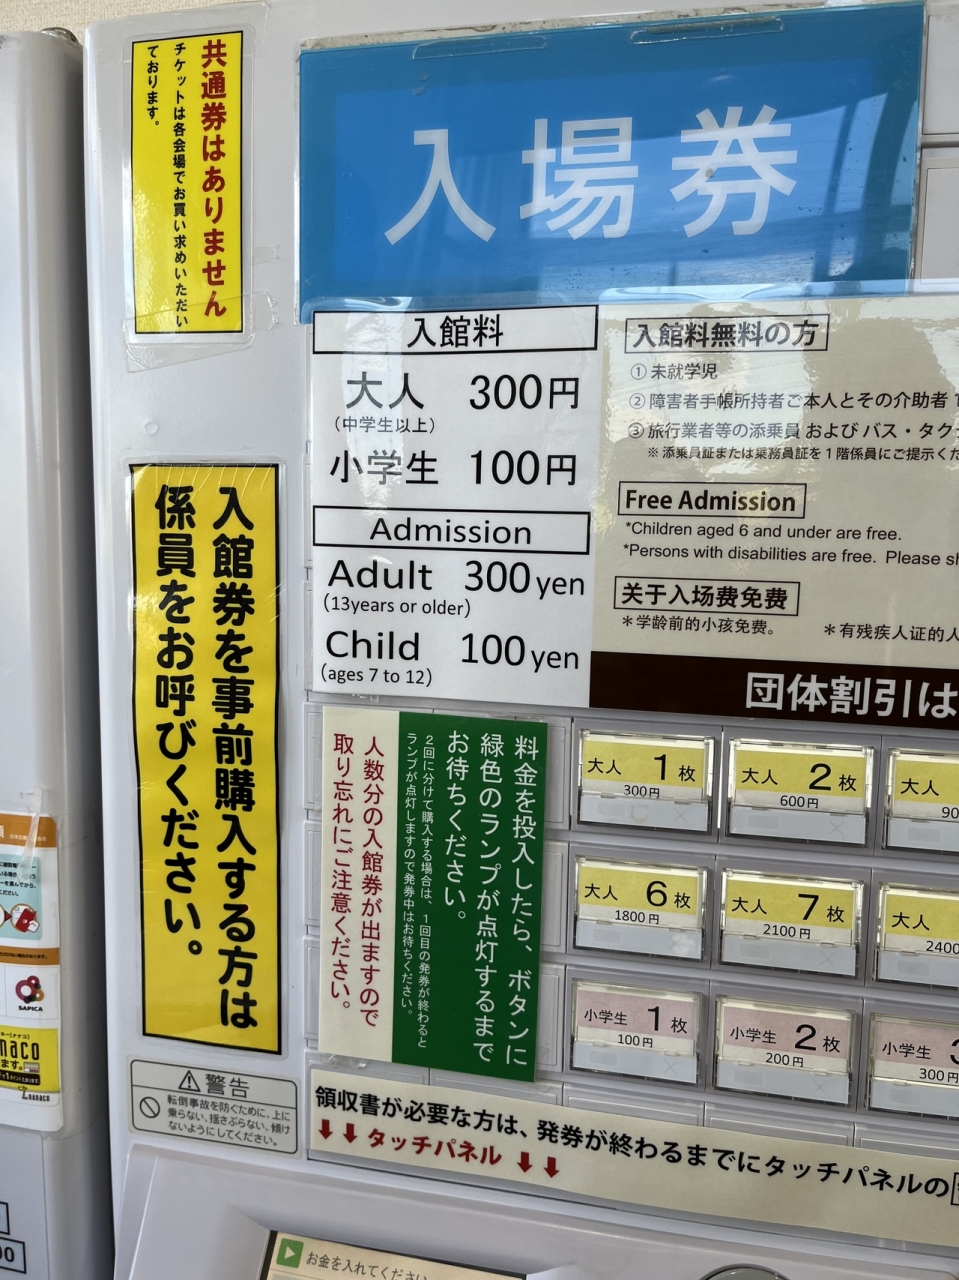 共通券はありません
チケットは各会場でお買い求めいただい
ております。
入場券
入館料
大人 300円
(中学生以上)
小学生 100円
Admission
Adult 300yen
(13years or older)
Child 100yen
(ages 7 to 12)
入館料無料の方
① 未就学児
② 障害者手帳所持者ご本人とその介助者
③ 旅行業者等の添乗員 および バス・タク
※ 添乗員証または乗務員証を1階係員にご提示くだ
Free Admission
*Children aged 6 and under are free.
*Persons with disabilities are free. Please
关于入场费免费
*学龄前的小孩免费。 *有残疾人证的人
団体割引は
入館券を事前購入する方は
係員をお呼びください。
料金を投入したら、ボタンに
緑色のランプが点灯するまで
お待ちください。
2回に分けて購入する場合は、1回目の発券が終わると
ランプが点灯しますので発券中はお待ちください。
人数分の入館券が出ますので
取り忘れにご注意ください。
大人 1枚
300円
大人 2枚
600円
大人
90
大人 6枚
1800円
大人 7枚
2100円
大人
2400
小学生 1枚
100円
小学生 2枚
200円
小学生 3
300円
警告
転倒事故を防ぐために、上に
乗らない、揺さぶらない、傾け
ないようにしてください。
領収書が必要な方は、発券が終わるまでにタッチパネルの
↓↓タッチパネル ↓↓
お金を入れてください
SAPICA
naco
nanaco
00